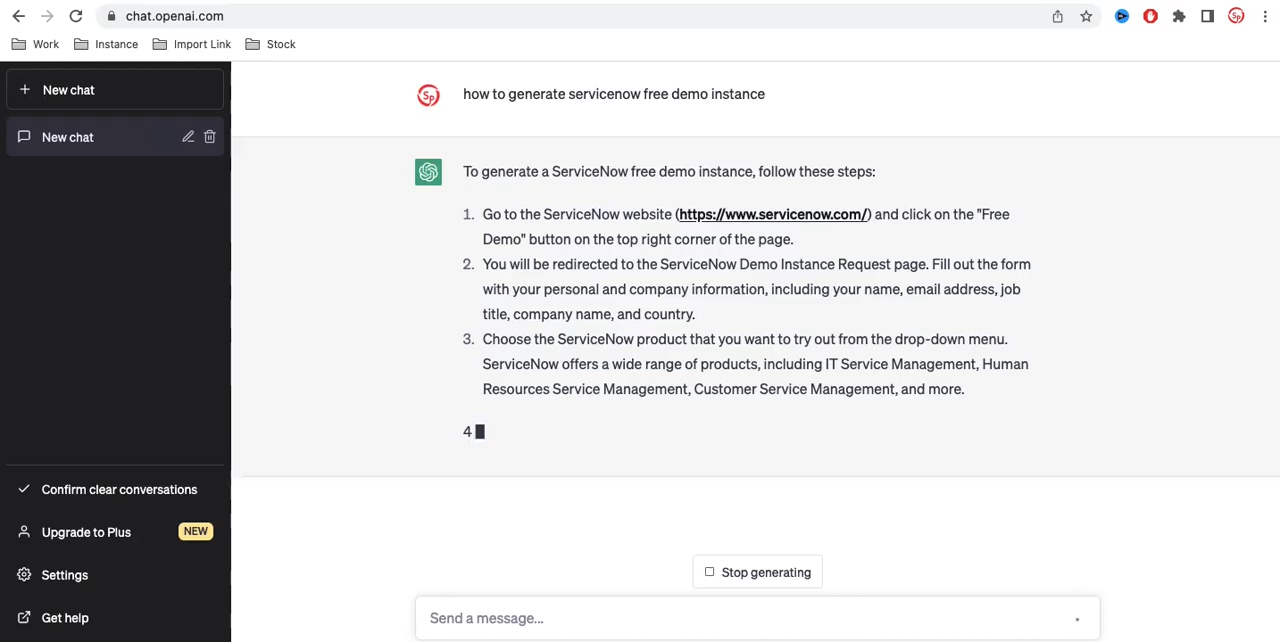 chat.openai.com
Sp
Work Instance Import Link Stock
New chat
New chat
Confirm clear conversations
Upgrade to Plus NEW
Settings
Get help
Sp how to generate servicenow free demo instance
To generate a ServiceNow free demo instance, follow these steps:
1. Go to the ServiceNow website (https://www.servicenow.com/) and click on the "Free
Demo" button on the top right corner of the page.
2. You will be redirected to the ServiceNow Demo Instance Request page. Fill out the form
with your personal and company information, including your name, email address, job
title, company name, and country.
3. Choose the ServiceNow product that you want to try out from the drop-down menu.
ServiceNow offers a wide range of products, including IT Service Management, Human
Resources Service Management, Customer Service Management, and more.
4
Stop generating
Send a message...